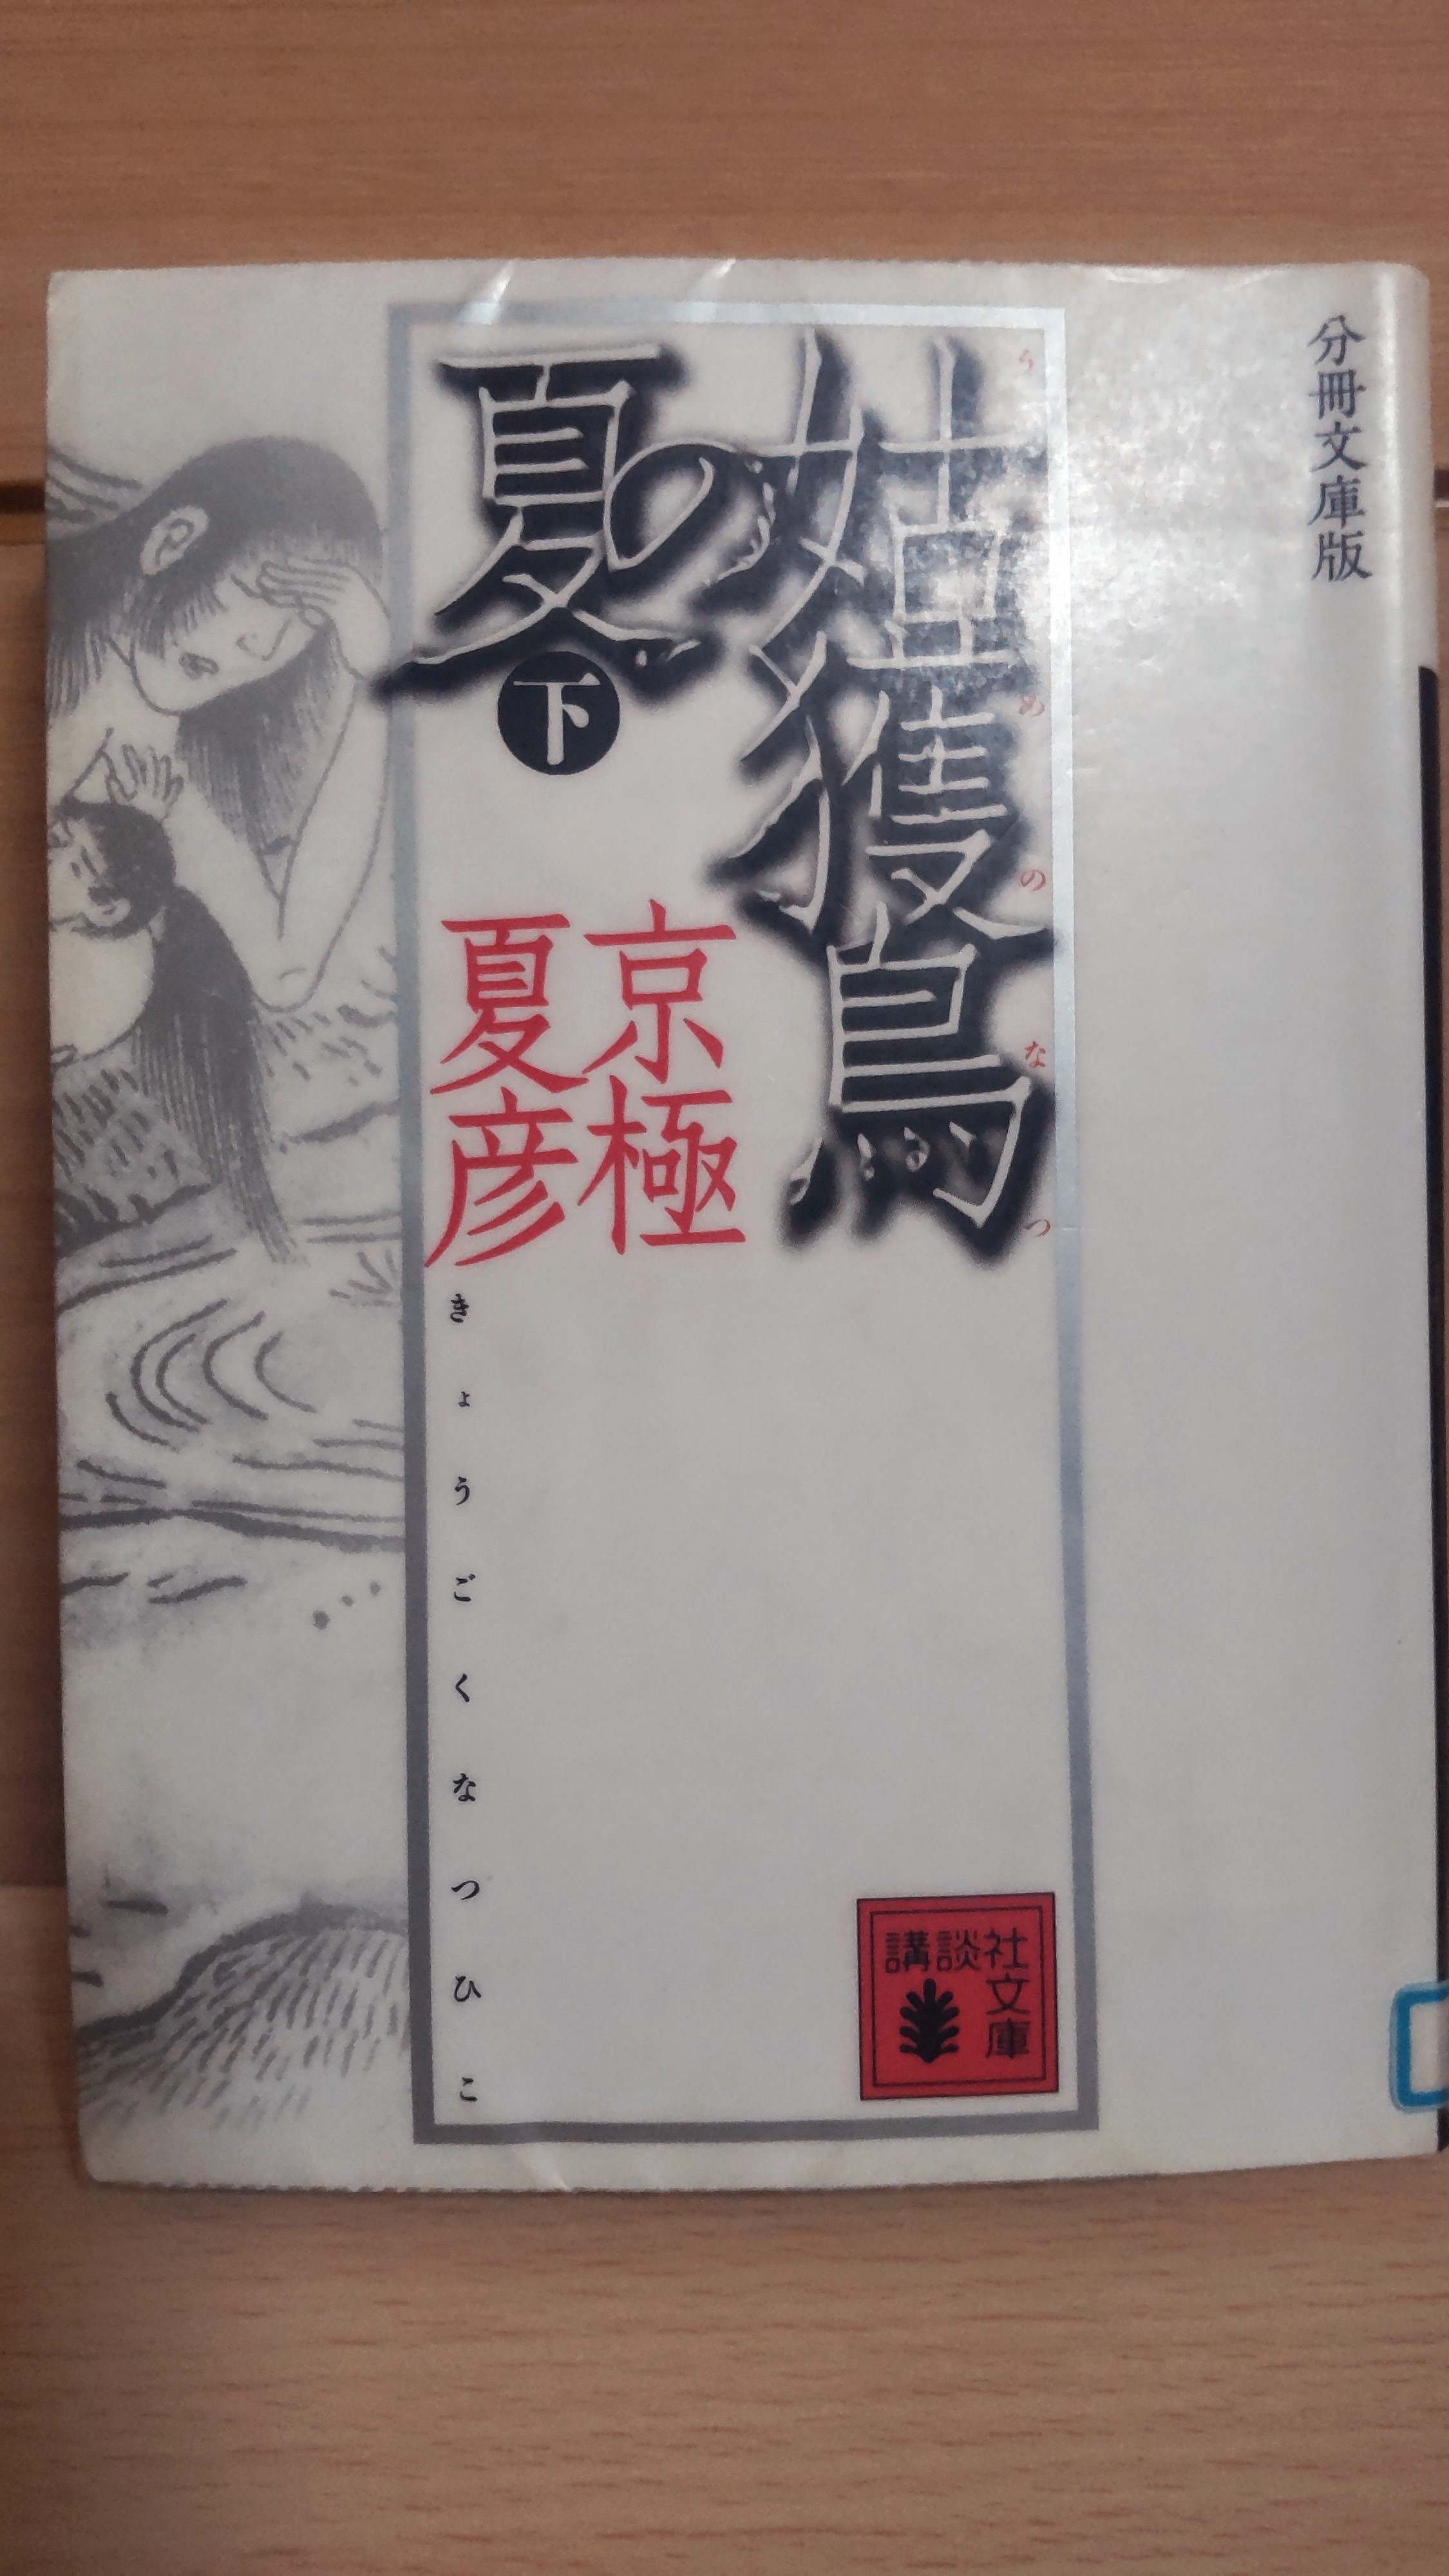 分冊文庫版
姑獲鳥の夏
うめのなつ
下
京極夏彦
きょうごくなつひこ
講談社文庫